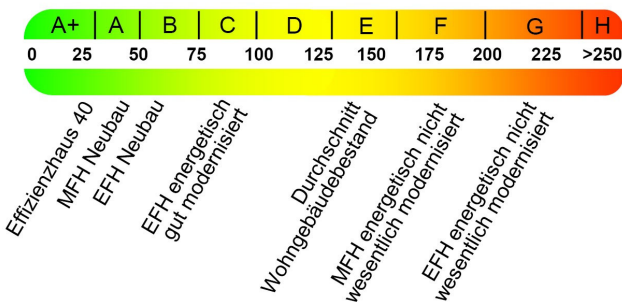 A+ A B C D E F G H
0 25 50 75 100 125 150 175 200 225 >250
Effizienzhaus 40
MFH Neubau
EFH Neubau
EFH energetisch
gut modernisiert
Durchschnitt
Wohngebäudebestand
MFH energetisch nicht
wesentlich modernisiert
EFH energetisch nicht
wesentlich modernisiert